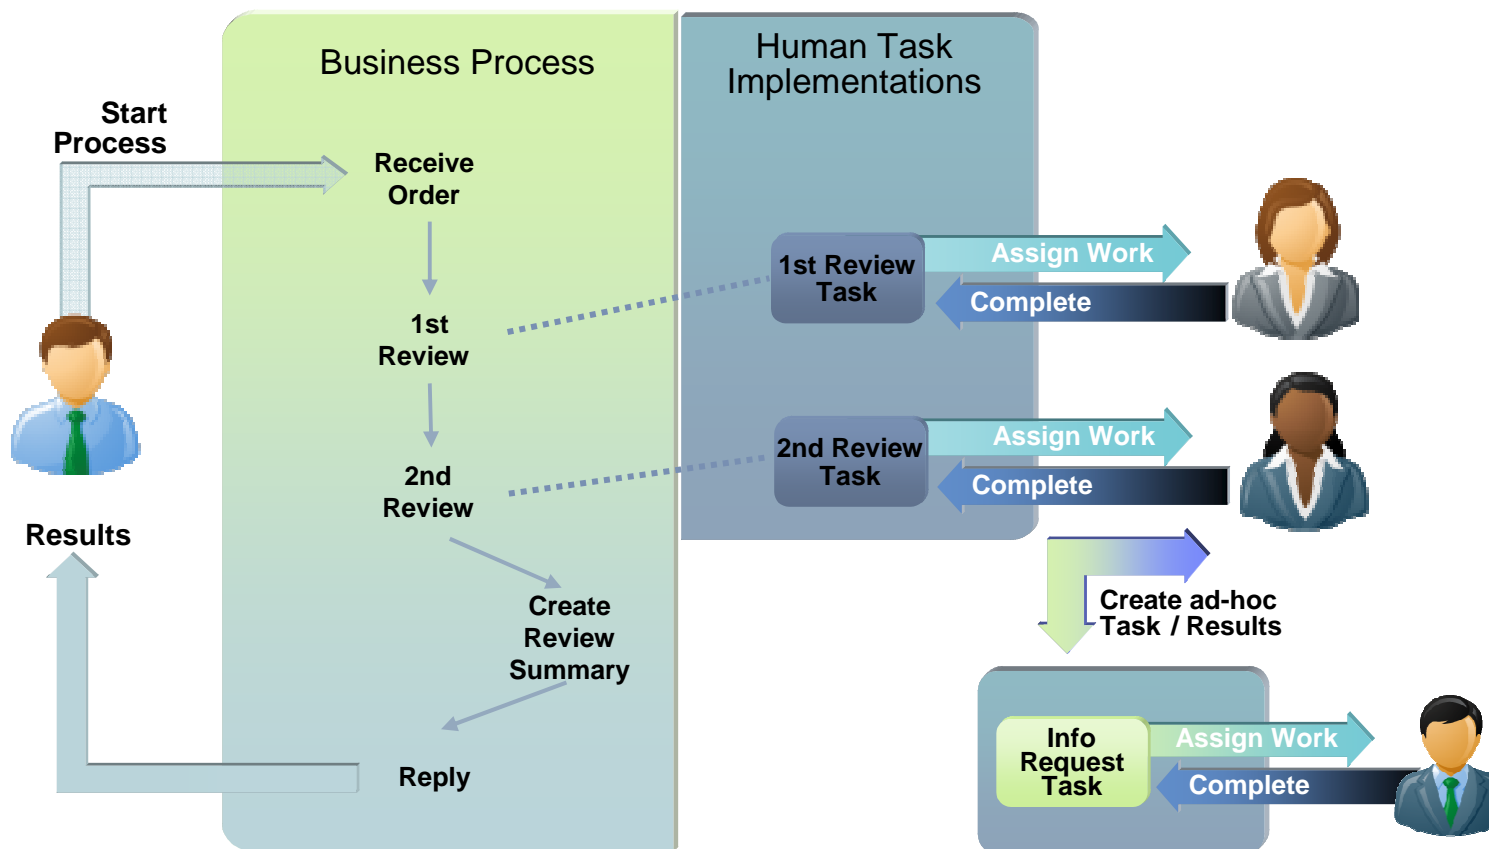 Business Process
Human Task
Implementations
Start
Process
Receive
Order
1st Review
Task
Assign Work
Complete
1st
Review
2nd Review
Task
Assign Work
Complete
2nd
Review
Results
Create
Review
Summary
Create ad-hoc
Task / Results
Reply
Info
Request
Task
Assign Work
Complete